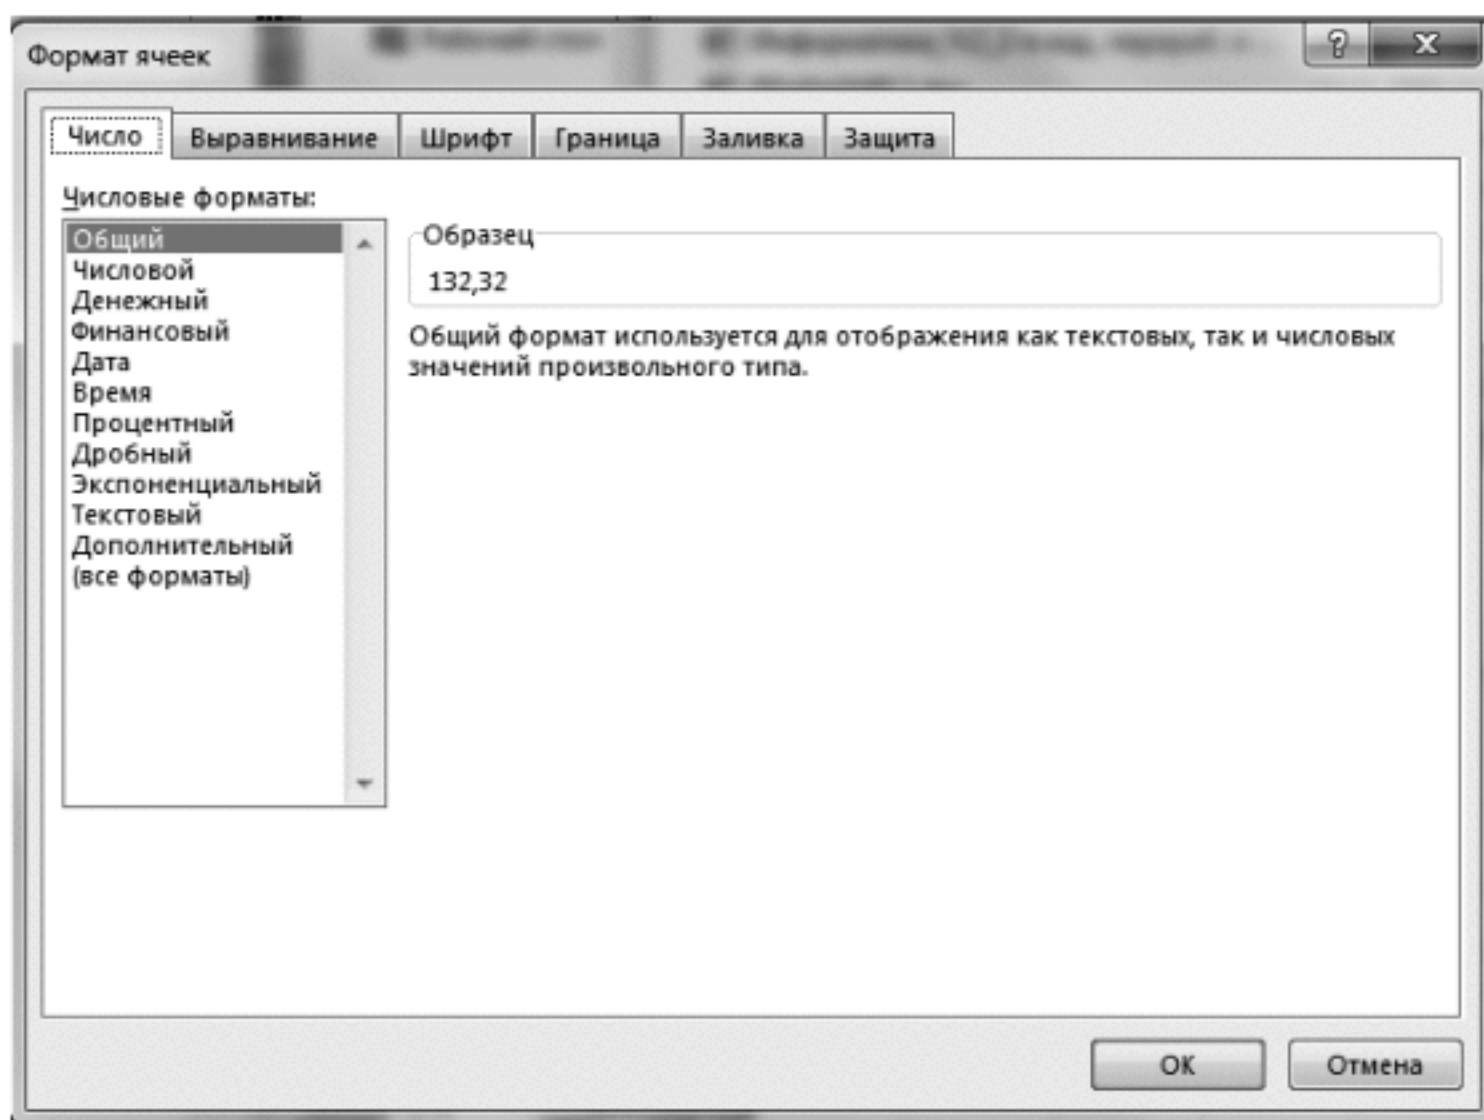 Формат ячеек
Число Выравнивание Шрифт Граница Заливка Защита
Числовые форматы:
Общий
Числовой
Денежный
Финансовый
Дата
Время
Процентный
Дробный
Экспоненциальный
Текстовый
Дополнительный
(все форматы)
Образец
132,32
Общий формат используется для отображения как текстовых, так и числовых
значений произвольного типа.
ОК Отмена